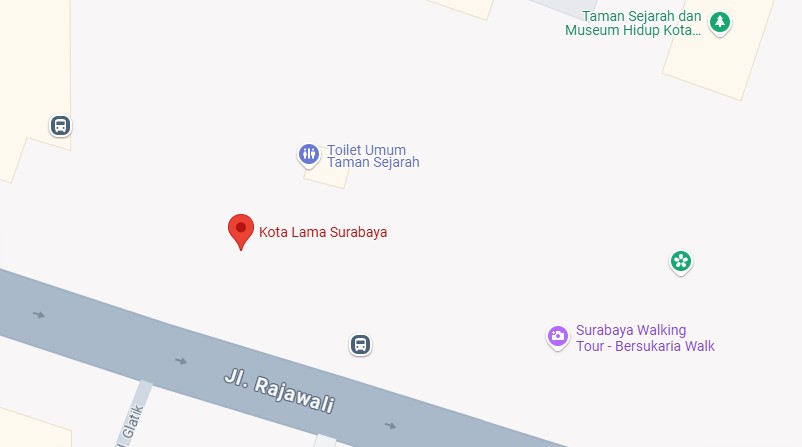 Taman Sejarah dan
Museum Hidup Kota...
Toilet Umum
Taman Sejarah
Kota Lama Surabaya
Surabaya Walking
Tour - Bersukaria Walk
Jl. Rajawali
. Glatik